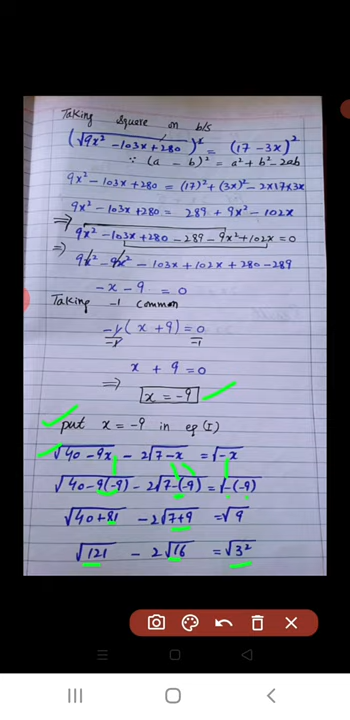 Taking square on b/s
(√9x² - 103x + 280)² = (17 - 3x)²
∵ (a - b)² = a² + b² - 2ab
9x² - 103x + 280 = (17)² + (3x)² - 2x17x3x
9x² - 103x + 280 = 289 + 9x² - 102x
⇒ 9x² - 103x + 280 - 289 - 9x² + 102x = 0
⇒ 9x² - 9x² - 103x + 102x + 280 - 289
- x - 9 = 0
Taking -1 common
-1(x + 9) = 0
-1 -1
x + 9 = 0
⇒ x = -9
put x = -9 in eq (I)
√40 - 9x - 2√7 - x = √-x
√40 - 9(-9) - 2√7 - (-9) = √-(-9)
√40 + 81 - 2√7 + 9 = √9
√121 - 2√16 = √3²